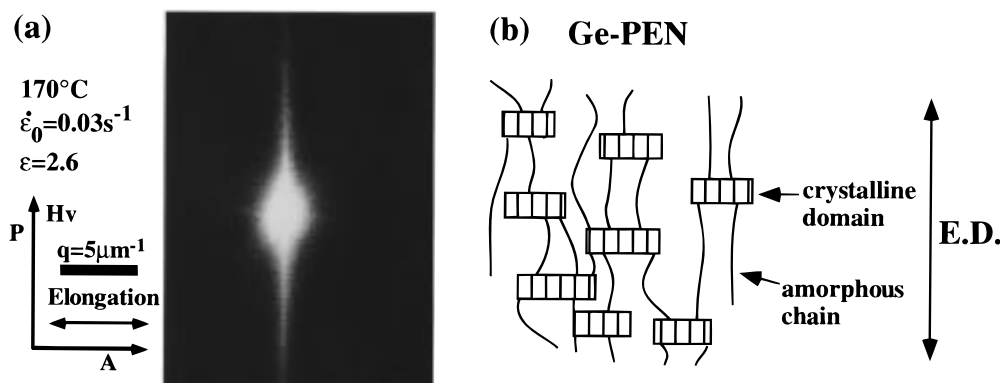 (a)
170°C
ε̇₀=0.03s⁻¹
ε=2.6
P
Hv
q=5μm⁻¹
Elongation
A
(b) Ge-PEN
crystalline
domain
E.D.
amorphous
chain